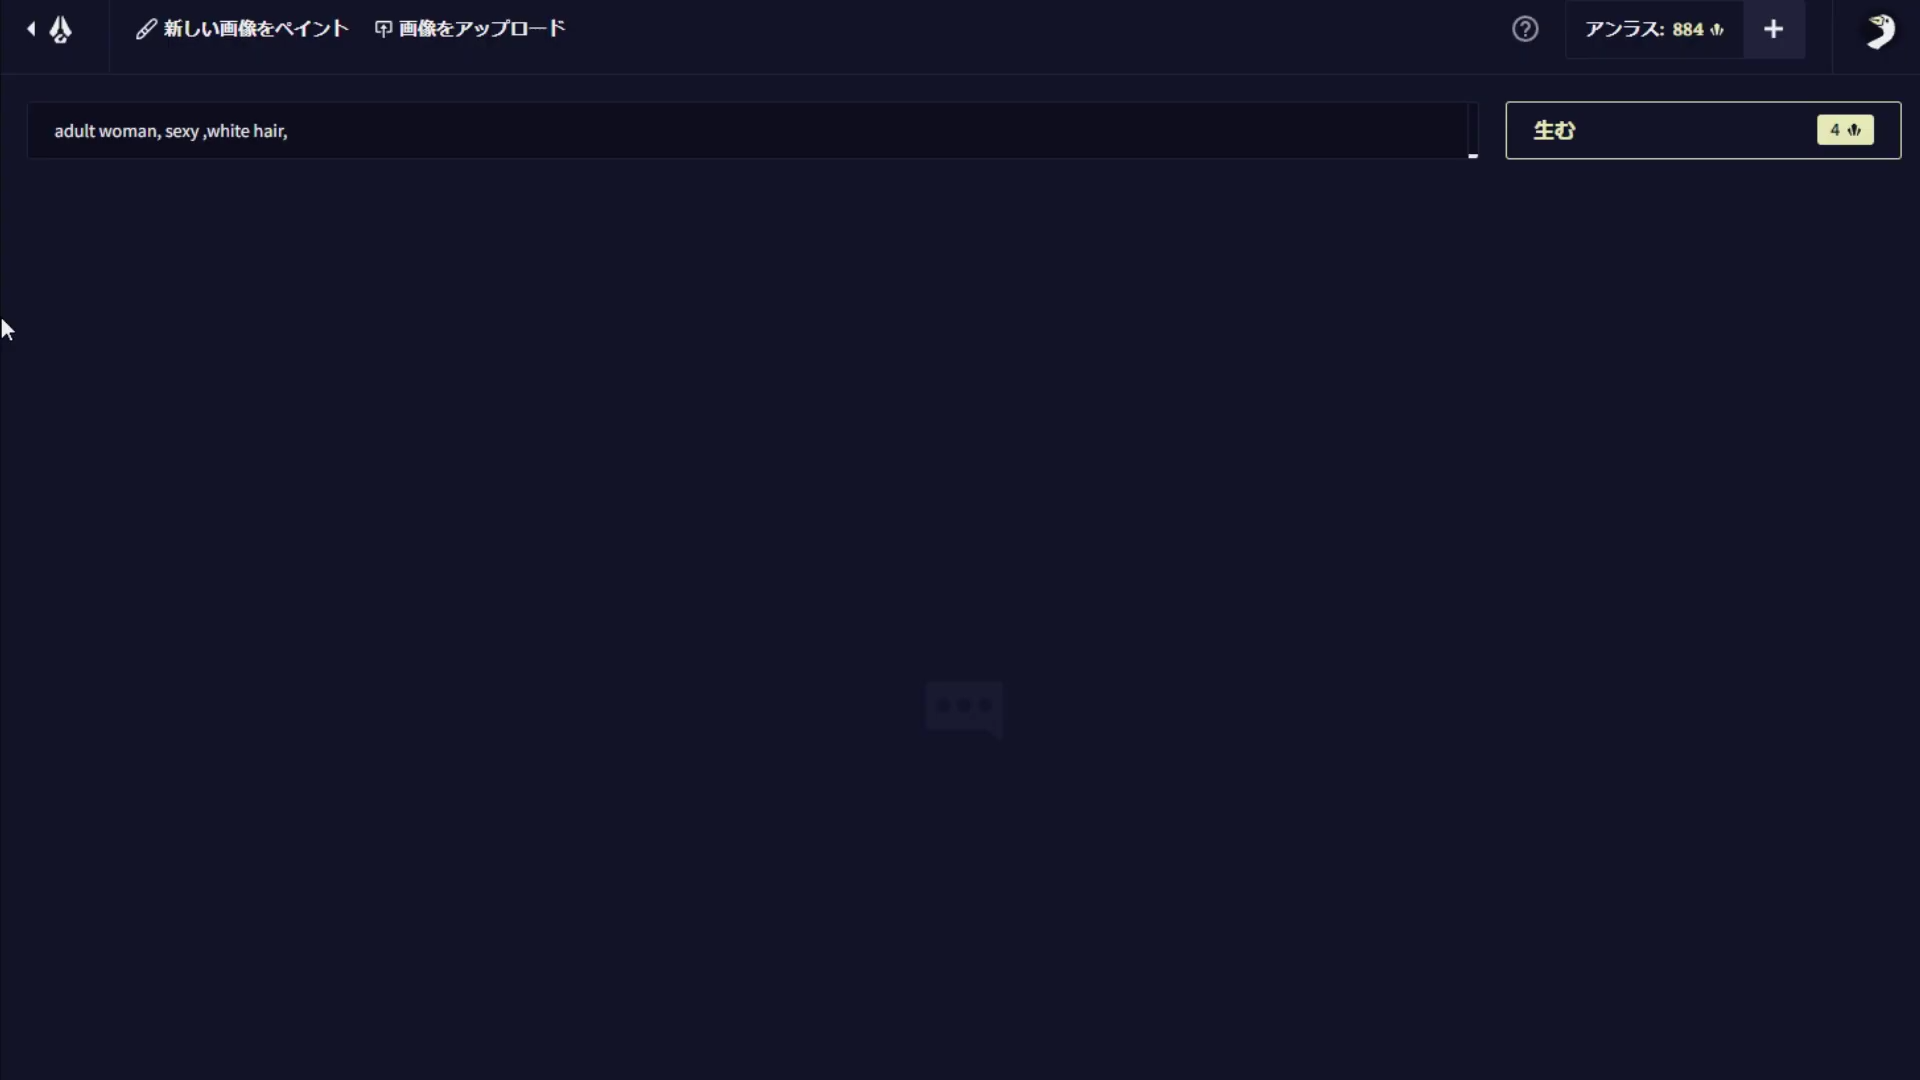 新しい画像をペイント 画像をアップロード アンラス: 884
adult woman, sexy ,white hair,
生む 4